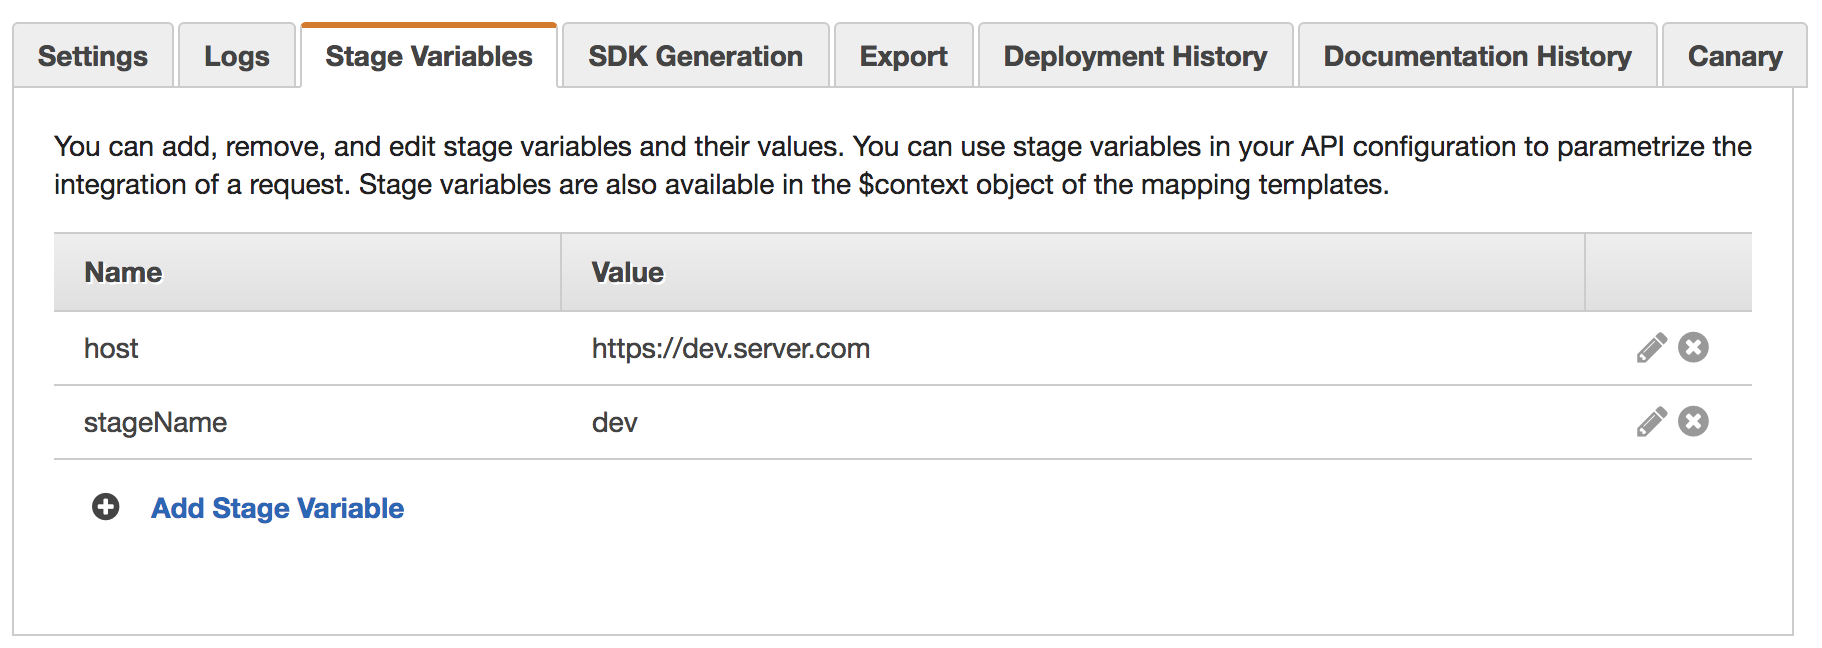 Settings Logs Stage Variables SDK Generation Export Deployment History Documentation History Canary
You can add, remove, and edit stage variables and their values. You can use stage variables in your API configuration to parametrize the
integration of a request. Stage variables are also available in the $context object of the mapping templates.
Name Value
host https://dev.server.com
stageName dev
Add Stage Variable